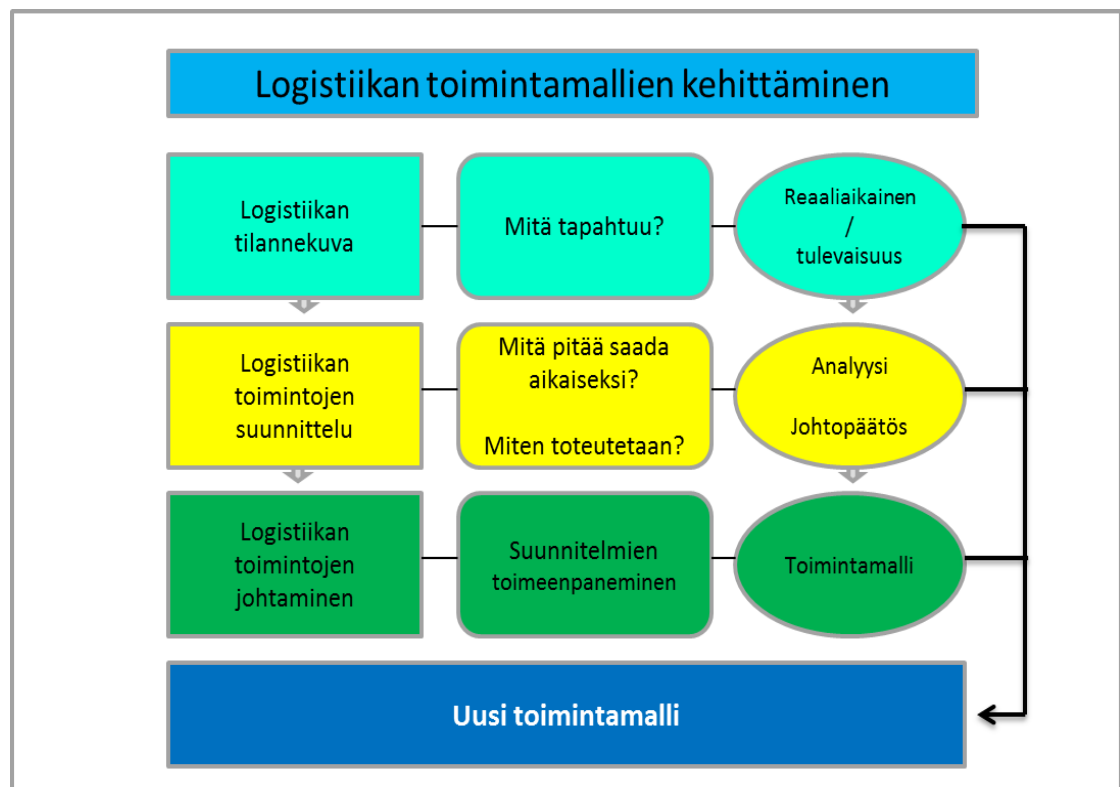 Logistiikan toimintamallien kehittäminen
Logistiikan
tilannekuva
Mitä tapahtuu?
Reaaliaikainen
/
tulevaisuus
Logistiikan
toimintojen
suunnittelu
Mitä pitää saada
aikaiseksi?
Miten toteutetaan?
Analyysi
Johtopäätös
Logistiikan
toimintojen
johtaminen
Suunnitelmien
toimeenpaneminen
Toimintamalli
Uusi toimintamalli